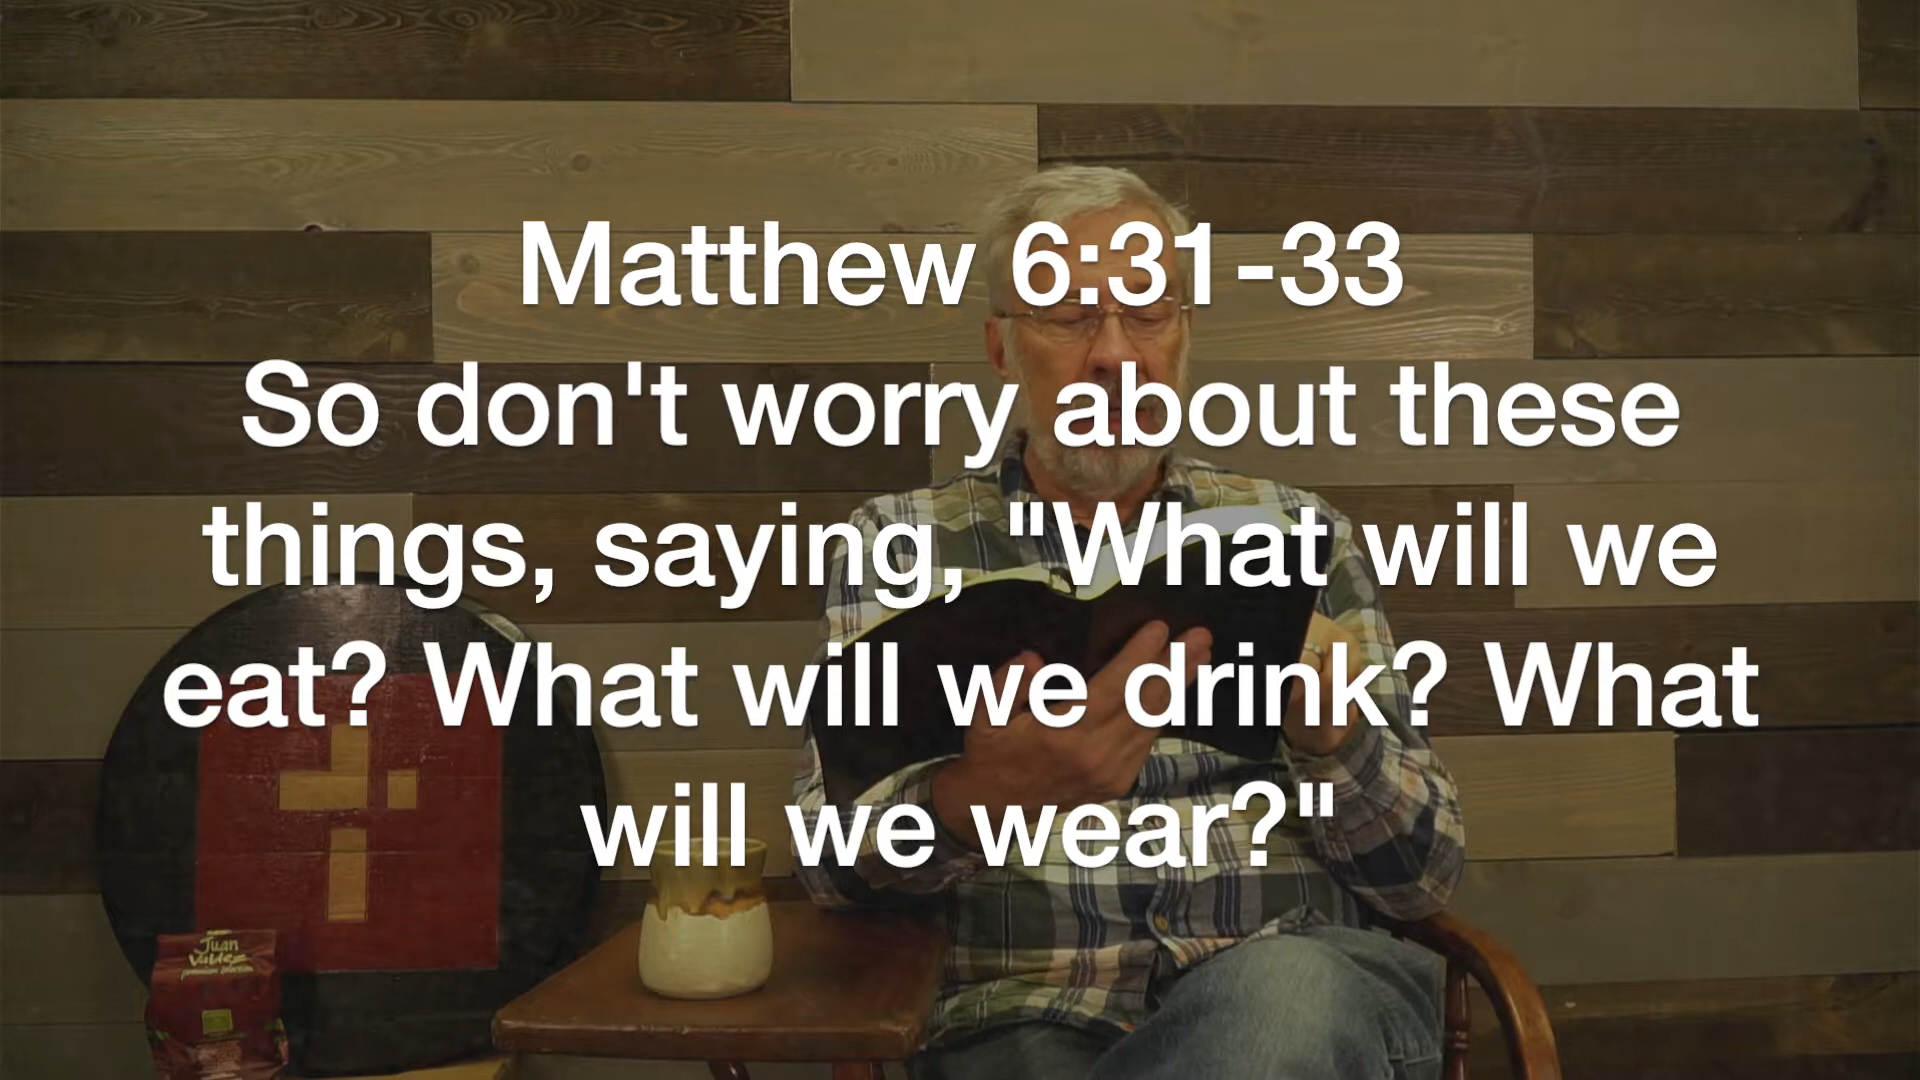 Matthew 6:31-33
So don't worry about these
things, saying, "What will we
eat? What will we drink? What
will we wear?"
Juan
Valdez